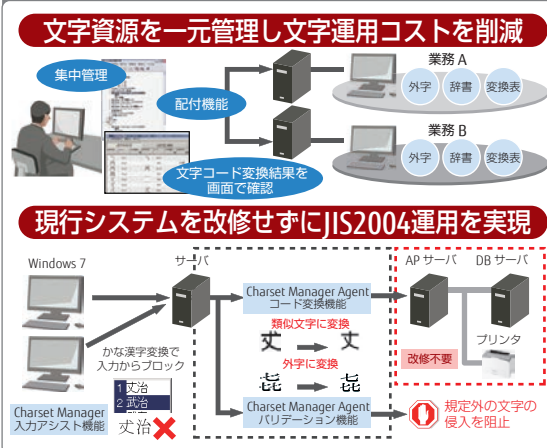 文字資源を一元管理し文字運用コストを削減
集中管理
配付機能
文字コード変換結果を
画面で確認
業務 A
外字
辞書
変換表
業務 B
外字
辞書
変換表
現行システムを改修せずにJIS2004運用を実現
Windows 7
サーバ
AP サーバ
DB サーバ
Charset Manager Agent
コード変換機能
類似文字に変換
丈
丈
外字に変換
かな漢字変換で
入力からブロック
1 丈治
2 武治
丈治
Charset Manager
入力アシスト機能
Charset Manager Agent
バリデーション機能
プリンタ
改修不要
規定外の文字の
侵入を阻止